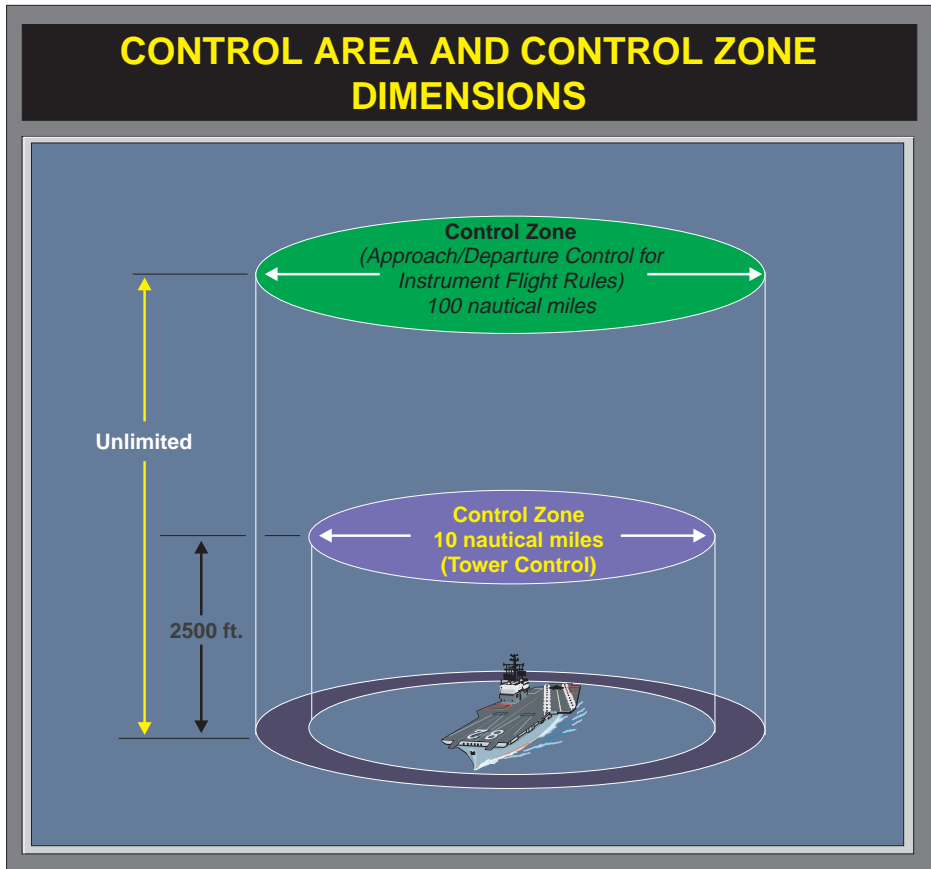 CONTROL AREA AND CONTROL ZONE
DIMENSIONS
Control Zone
(Approach/Departure Control for
Instrument Flight Rules)
100 nautical miles
Unlimited
Control Zone
10 nautical miles
(Tower Control)
2500 ft.
82